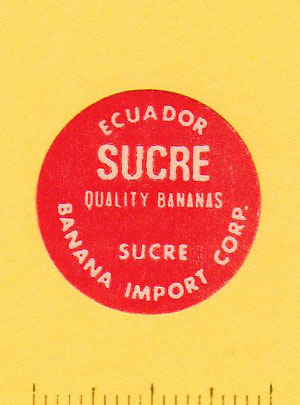 ECUADOR
SUCRE
QUALITY BANANAS
SUCRE
BANANA IMPORT CORP.